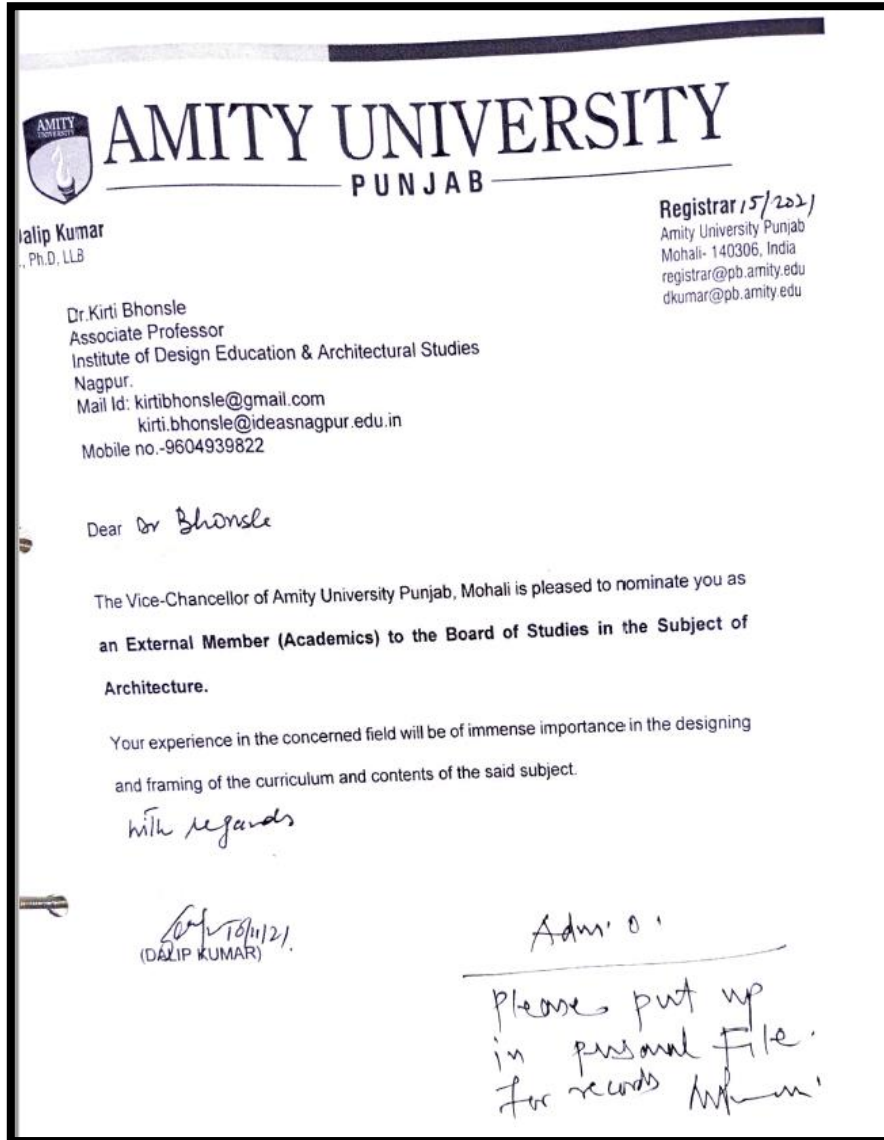 AMITY
UNIVERSITY
AMITY UNIVERSITY
PUNJAB
alip Kumar
., Ph.D, LLB
Registrar 15/2021
Amity University Punjab
Mohali- 140306, India
registrar@pb.amity.edu
dkumar@pb.amity.edu
Dr.Kirti Bhonsle
Associate Professor
Institute of Design Education & Architectural Studies
Nagpur.
Mail Id: kirtibhonsle@gmail.com
kirti.bhonsle@ideasnagpur.edu.in
Mobile no.-9604939822
Dear Dr Bhonsle
The Vice-Chancellor of Amity University Punjab, Mohali is pleased to nominate you as
an External Member (Academics) to the Board of Studies in the Subject of
Architecture.
Your experience in the concerned field will be of immense importance in the designing
and framing of the curriculum and contents of the said subject.
with regards
16/11/21.
(DALIP KUMAR)
Adm. O.
Please put up
in personal File.
for records